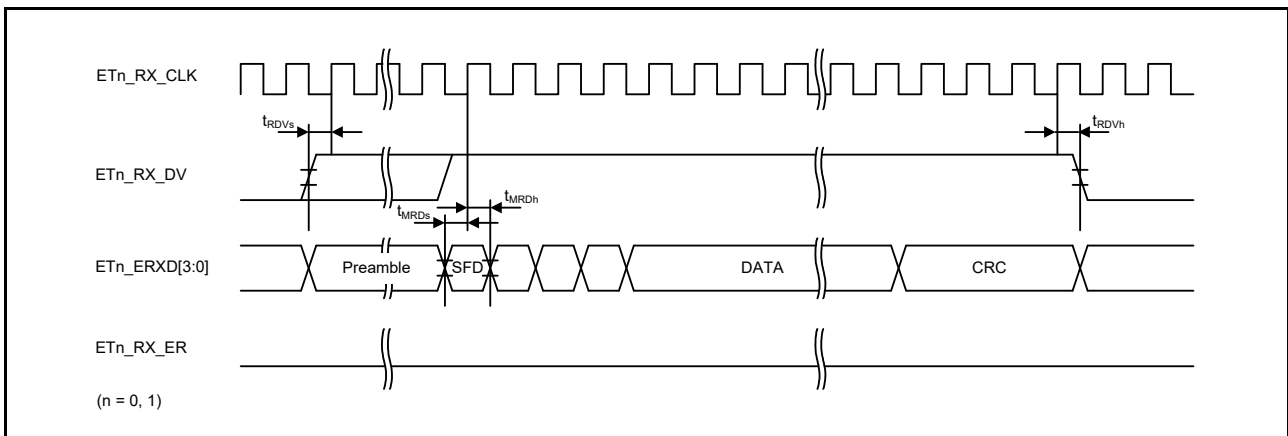 ETn_RX_CLK
tRDVs
tRDVh
ETn_RX_DV
tMRDs
tMRDh
ETn_ERXD[3:0]
Preamble
SFD
DATA
CRC
ETn_RX_ER
(n = 0, 1)